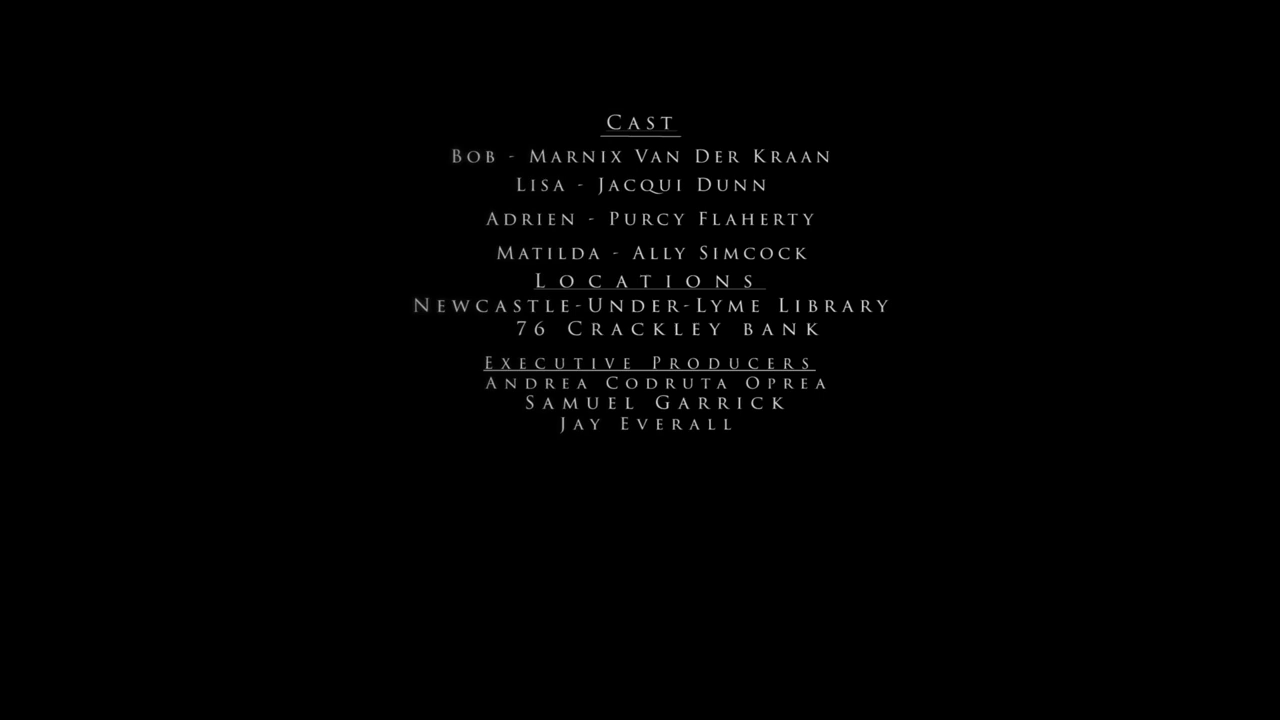 Cast
Bob - Marnix Van Der Kraan
Lisa - Jacqui Dunn
Adrien - Purcy Flaherty
Matilda - Ally Simcock
Locations
Newcastle-Under-Lyme Library
76 Crackley bank
Executive Producers
Andrea Codruta Oprea
Samuel Garrick
Jay Everall